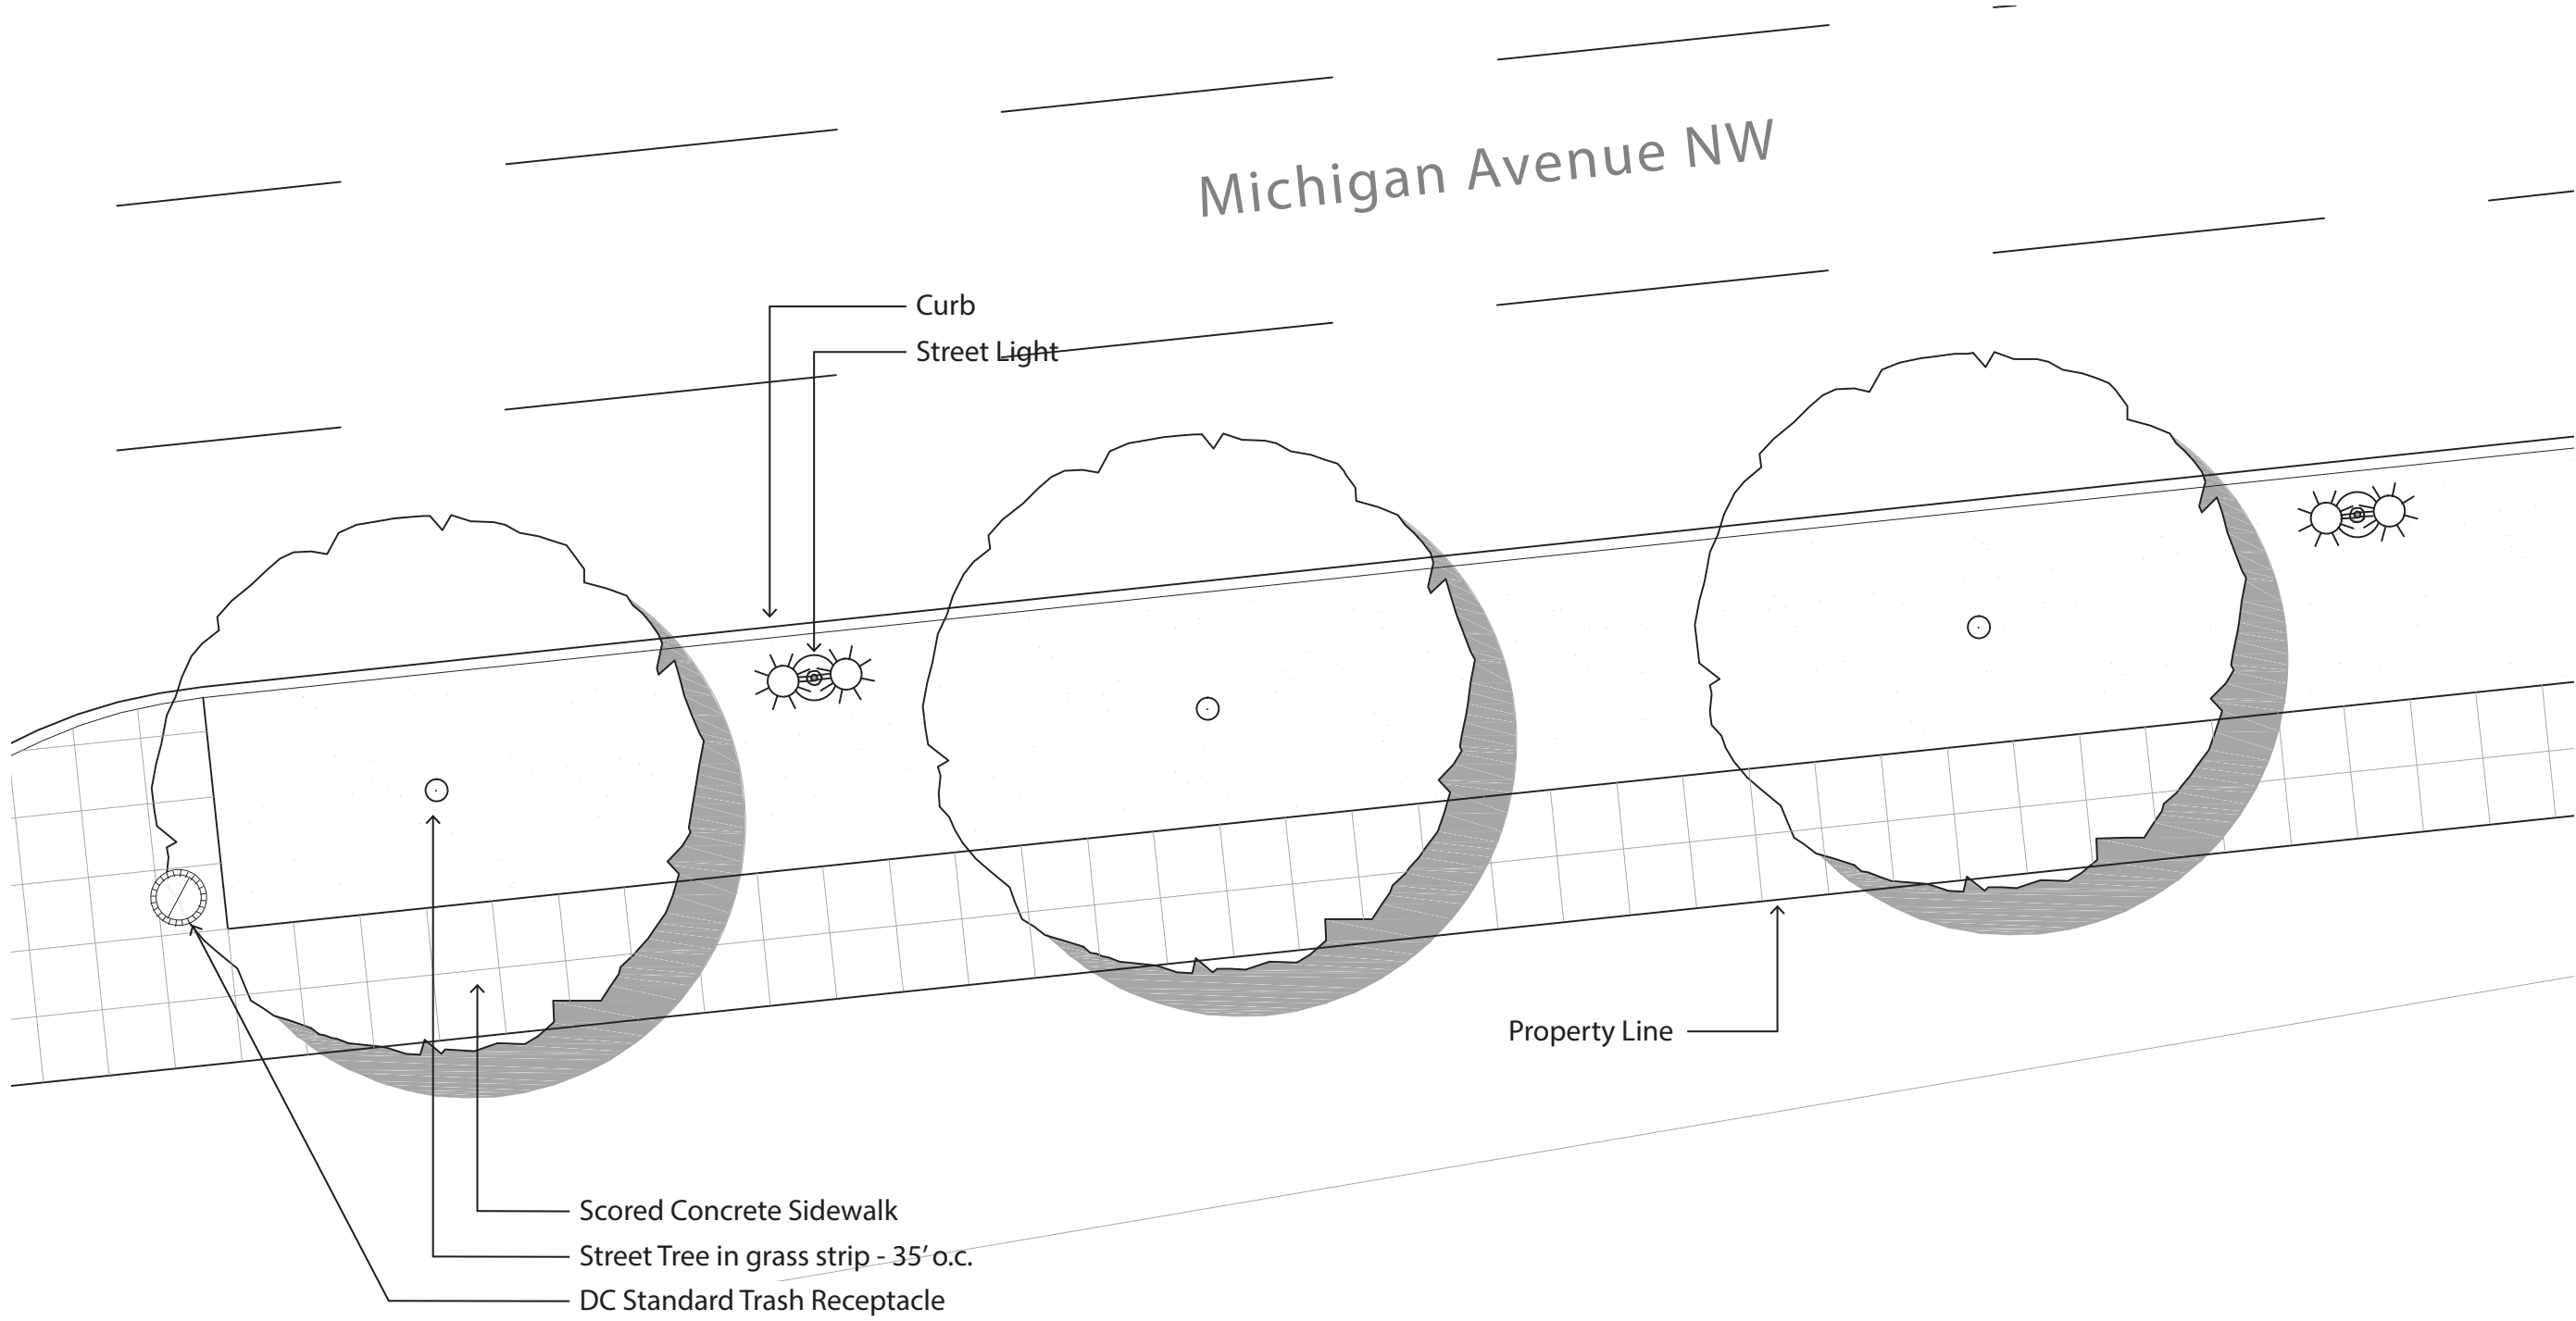 Michigan Avenue NW
Curb
Street Light
Property Line
Scored Concrete Sidewalk
Street Tree in grass strip - 35’ o.c.
DC Standard Trash Receptacle